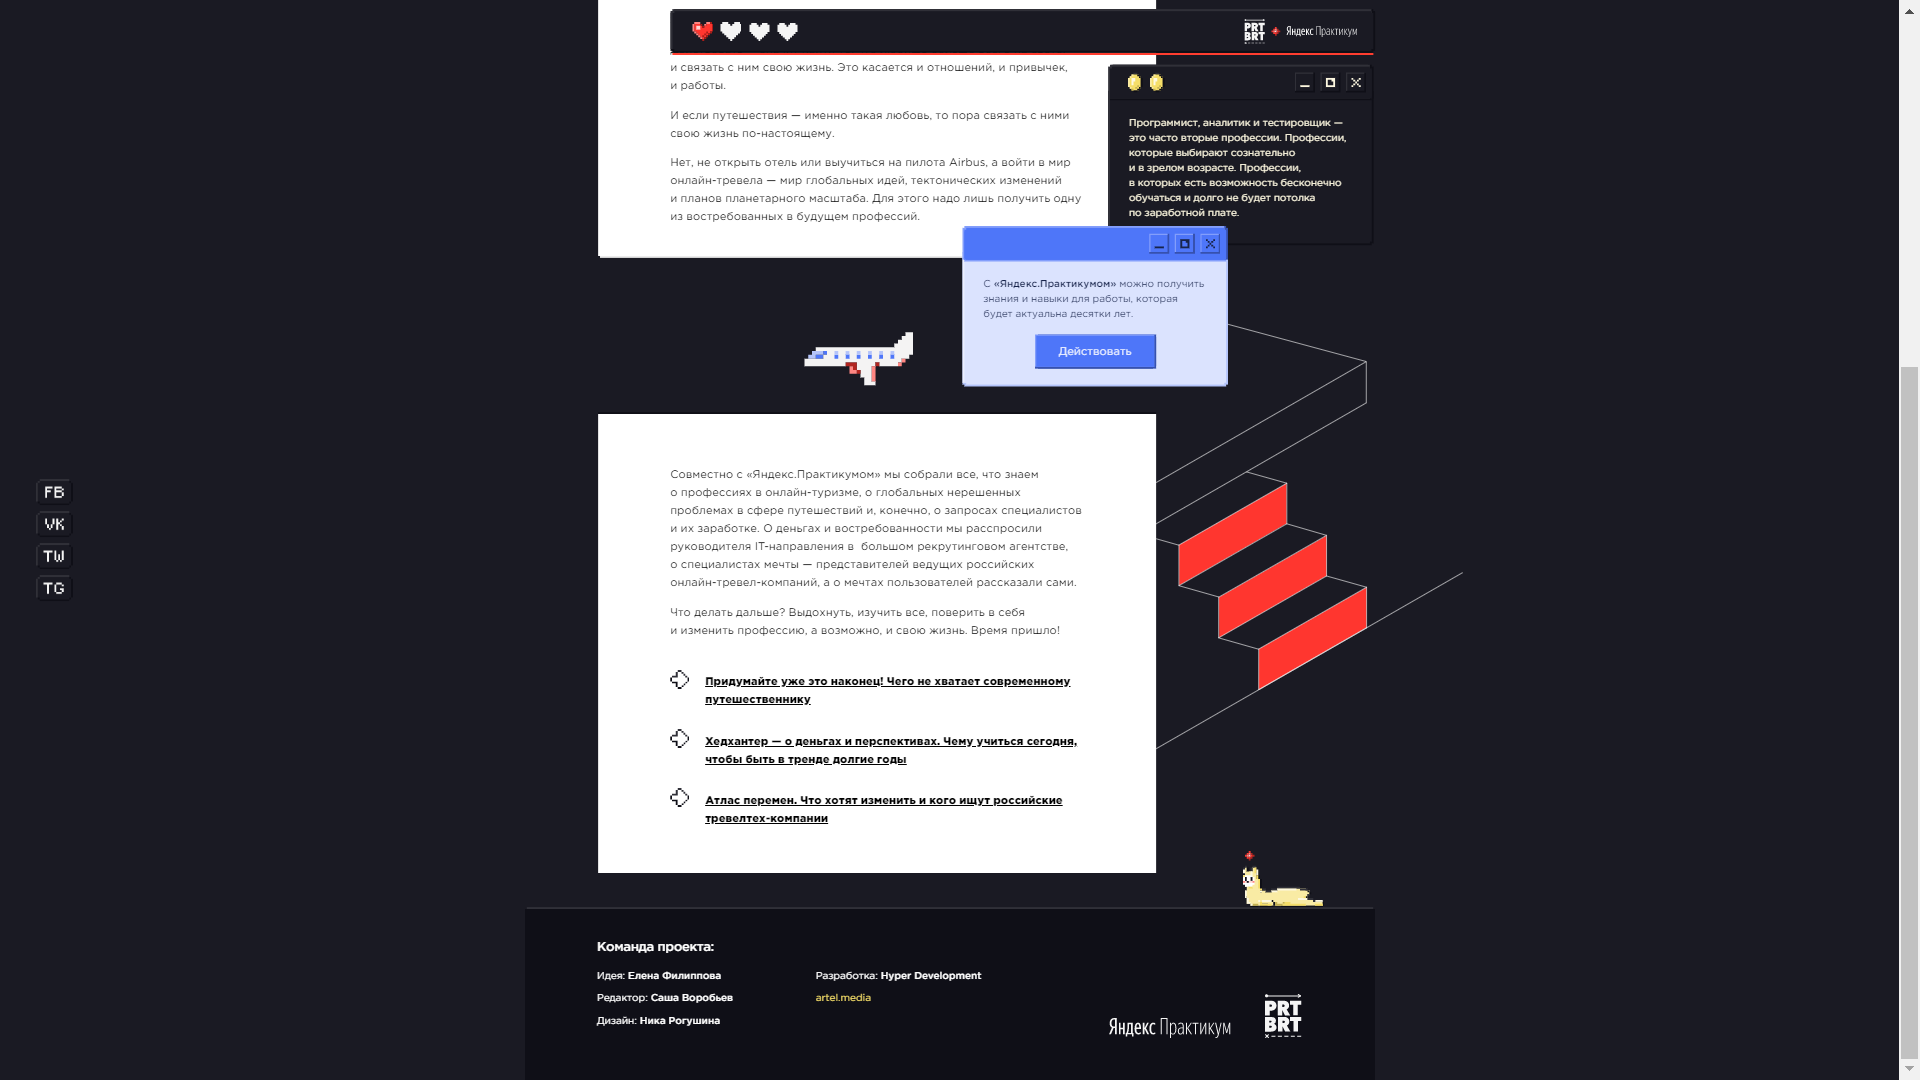 PRT
BRT
Яндекс Практикум
и связать с ним свою жизнь. Это касается и отношений, и привычек,
и работы.
И если путешествия — именно такая любовь, то пора связать с ними
свою жизнь по-настоящему.
Нет, не открыть отель или выучиться на пилота Airbus, а войти в мир
онлайн-тревела — мир глобальных идей, тектонических изменений
и планов планетарного масштаба. Для этого надо лишь получить одну
из востребованных в будущем профессий.
Программист, аналитик и тестировщик —
это часто вторые профессии. Профессии,
которые выбирают сознательно
и в зрелом возрасте. Профессии,
в которых есть возможность бесконечно
обучаться и долго не будет потолка
по заработной плате.
С «Яндекс.Практикумом» можно получить
знания и навыки для работы, которая
будет актуальна десятки лет.
Действовать
FB
VK
TW
TG
Совместно с «Яндекс.Практикумом» мы собрали все, что знаем
о профессиях в онлайн-туризме, о глобальных нерешенных
проблемах в сфере путешествий и, конечно, о запросах специалистов
и их заработке. О деньгах и востребованности мы расспросили
руководителя IT-направления в большом рекрутинговом агентстве,
о специалистах мечты — представителей ведущих российских
онлайн-тревел-компаний, а о мечтах пользователей рассказали сами.
Что делать дальше? Выдохнуть, изучить все, поверить в себя
и изменить профессию, а возможно, и свою жизнь. Время пришло!
Придумайте уже это наконец! Чего не хватает современному
путешественнику
Хедхантер — о деньгах и перспективах. Чему учиться сегодня,
чтобы быть в тренде долгие годы
Атлас перемен. Что хотят изменить и кого ищут российские
тревелтех-компании
Команда проекта:
Идея: Елена Филиппова
Редактор: Саша Воробьев
Дизайн: Ника Рогушина
Разработка: Hyper Development
artel.media
Яндекс Практикум
PRT
BRT